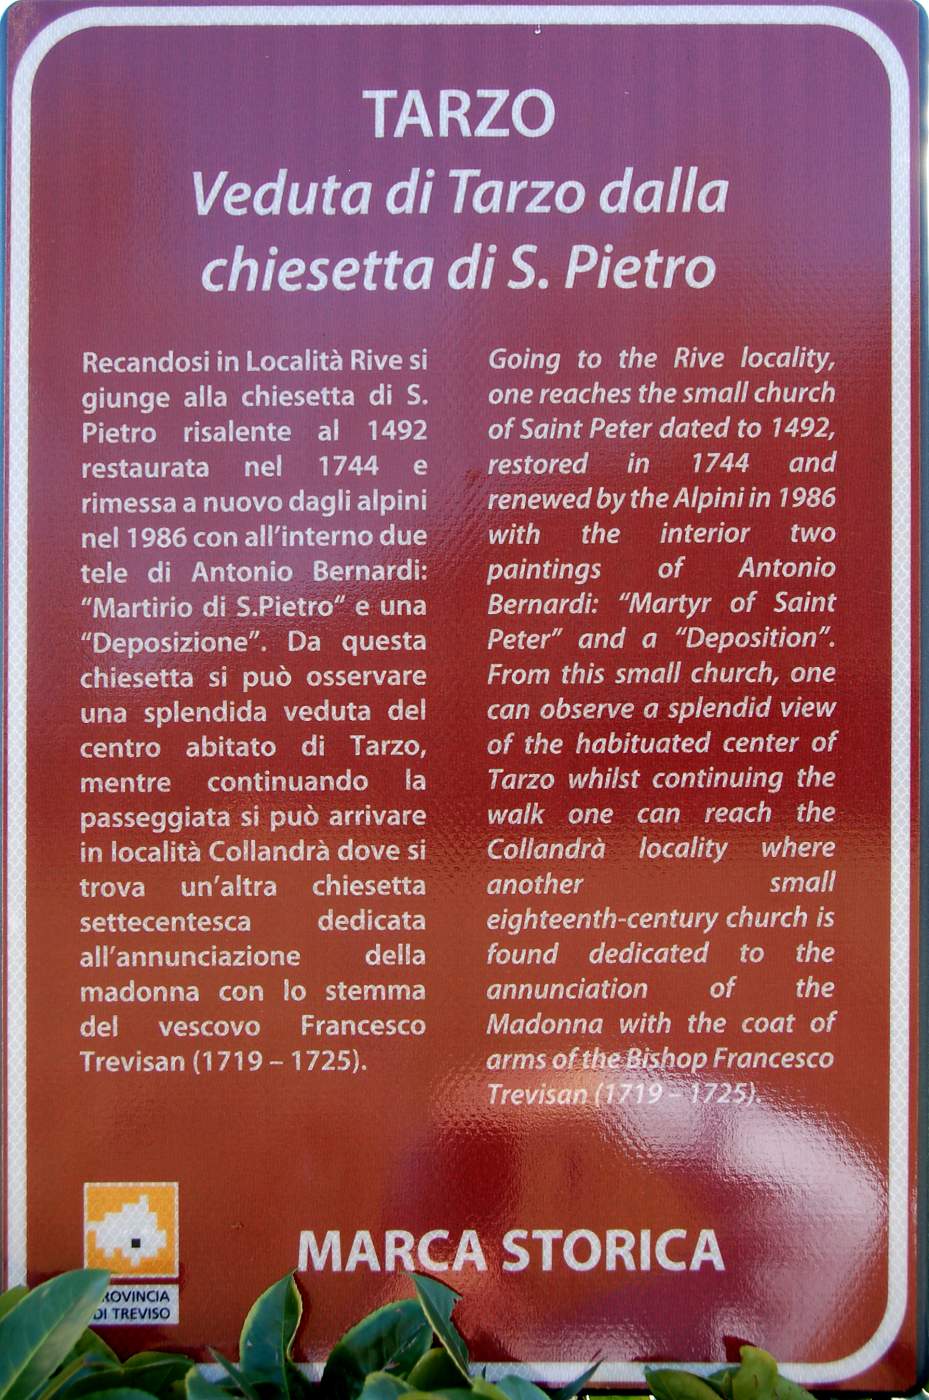 TARZO
Veduta di Tarzo dalla
chiesetta di S. Pietro
Recandosi in Località Rive si
giunge alla chiesetta di S.
Pietro risalente al 1492
restaurata nel 1744 e
rimessa a nuovo dagli alpini
nel 1986 con all'interno due
tele di Antonio Bernardi:
“Martirio di S.Pietro“ e una
“Deposizione”. Da questa
chiesetta si può osservare
una splendida veduta del
centro abitato di Tarzo,
mentre continuando la
passeggiata si può arrivare
in località Collandrà dove si
trova un'altra chiesetta
settecentesca dedicata
all'annunciazione della
madonna con lo stemma
del vescovo Francesco
Trevisan (1719 – 1725).
Going to the Rive locality,
one reaches the small church
of Saint Peter dated to 1492,
restored in 1744 and
renewed by the Alpini in 1986
with the interior two
paintings of Antonio
Bernardi: “Martyr of Saint
Peter” and a “Deposition”.
From this small church, one
can observe a splendid view
of the habituated center of
Tarzo whilst continuing the
walk one can reach the
Collandrà locality where
another small
eighteenth-century church is
found dedicated to the
annunciation of the
Madonna with the coat of
arms of the Bishop Francesco
Trevisan (1719 – 1725).
MARCA STORICA
ROVINCIA
DI TREVISO